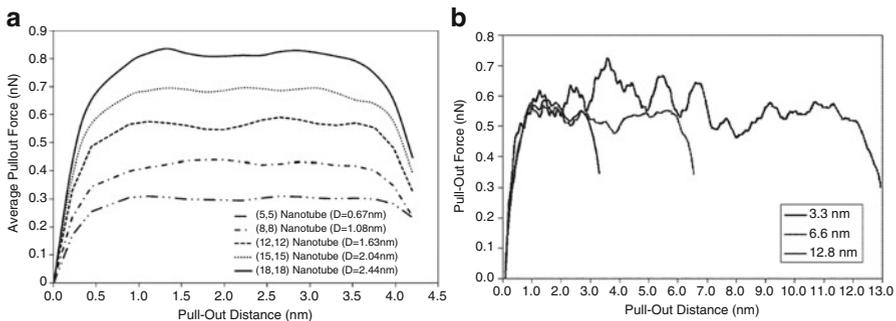 a
Average Pullout Force (nN)
0.9
0.8
0.7
0.6
0.5
0.4
0.3
0.2
0.1
0
0.0 0.5 1.0 1.5 2.0 2.5 3.0 3.5 4.0 4.5
Pull-Out Distance (nm)
(5,5) Nanotube (D=0.67nm)
(8,8) Nanotube (D=1.08nm)
(12,12) Nanotube (D=1.63nm)
(15,15) Nanotube (D=2.04nm)
(18,18) Nanotube (D=2.44nm)
b
Pull-Out Force (nN)
0.8
0.7
0.6
0.5
0.4
0.3
0.2
0.1
0.0
0.0 1.0 2.0 3.0 4.0 5.0 6.0 7.0 8.0 9.0 10.0 11.0 12.0 13.0
Pull-Out Distance (nm)
3.3 nm
6.6 nm
12.8 nm